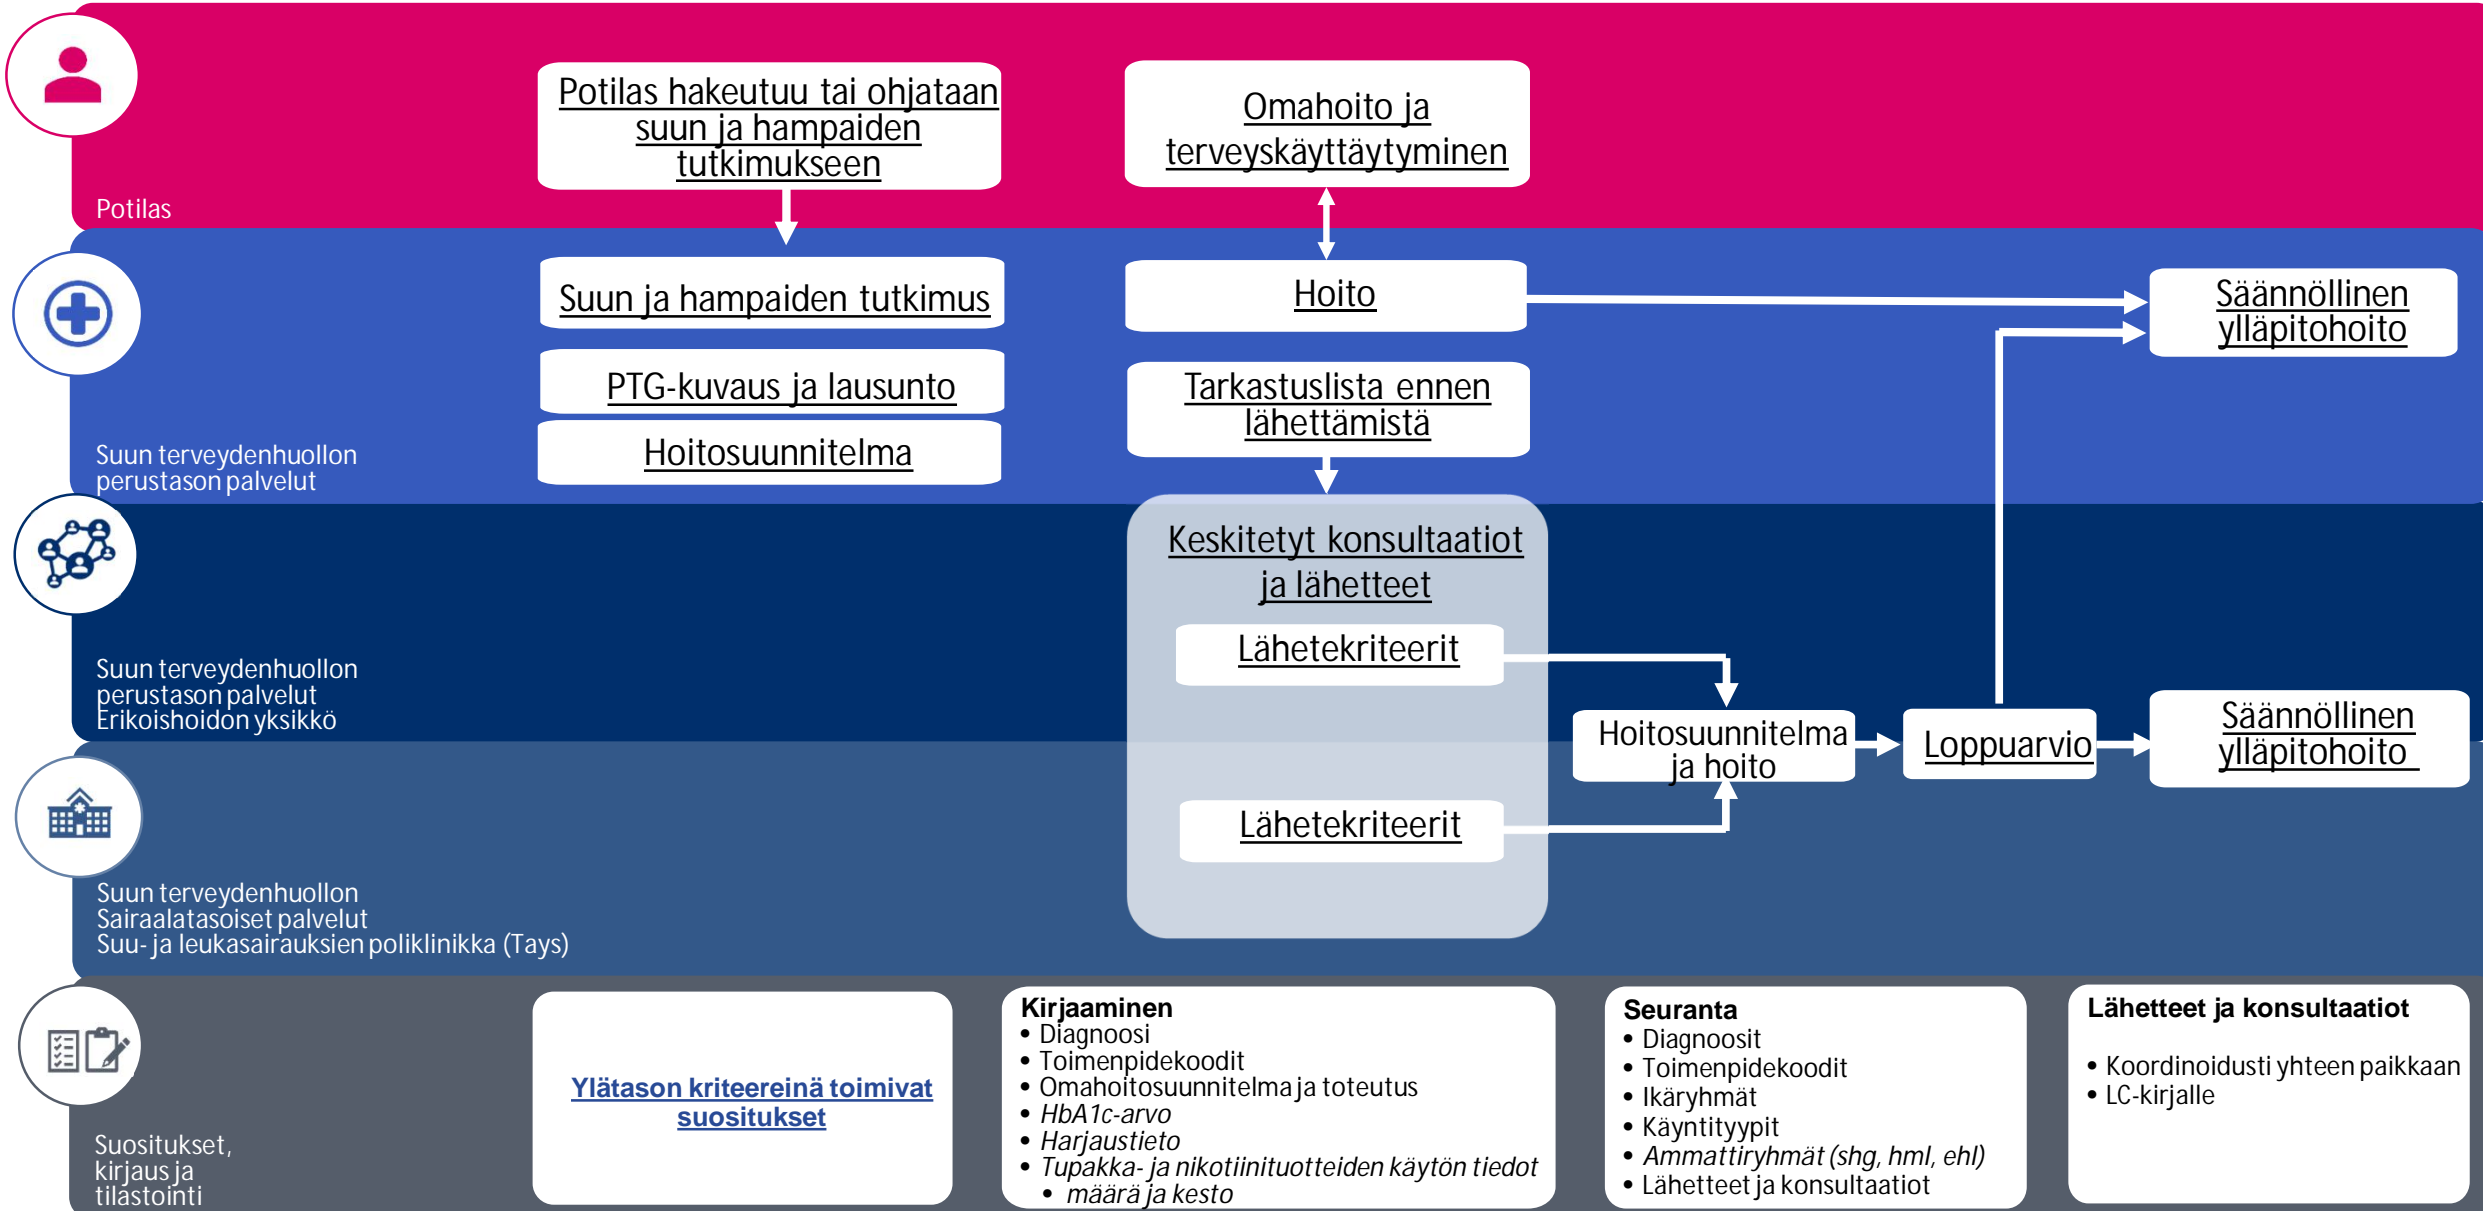 Potilas hakeutuu tai ohjataan
suun ja hampaiden
tutkimukseen
Omahoito ja
terveyskäyttäytyminen
Potilas
Suun ja hampaiden tutkimus
Hoito
Säännöllinen
ylläpitohoito
PTG-kuvaus ja lausunto
Tarkastuslista ennen
lähettämistä
Hoitosuunnitelma
Suun terveydenhuollon
perustason palvelut
Keskitetyt konsultaatiot
ja lähetteet
Lähetekriteerit
Suun terveydenhuollon
perustason palvelut
Erikoishoidon yksikkö
Hoitosuunnitelma
ja hoito
Loppuarvio
Säännöllinen
ylläpitohoito
Lähetekriteerit
Suun terveydenhuollon
Sairaalatasoiset palvelut
Suu- ja leukasairauksien poliklinikka (Tays)
Suositukset,
kirjaus ja
tilastointi
Ylätason kriteereinä toimivat
suositukset
Kirjaaminen
• Diagnoosi
• Toimenpidekoodit
• Omahoitosuunnitelma ja toteutus
• HbA1c-arvo
• Harjaustieto
• Tupakka- ja nikotiinituotteiden käytön tiedot
• määrä ja kesto
Seuranta
• Diagnoosit
• Toimenpidekoodit
• Ikäryhmät
• Käyntityypit
• Ammattiryhmät (shg, hml, ehl)
• Lähetteet ja konsultaatiot
Lähetteet ja konsultaatiot
• Koordinoidusti yhteen paikkaan
• LC-kirjalle